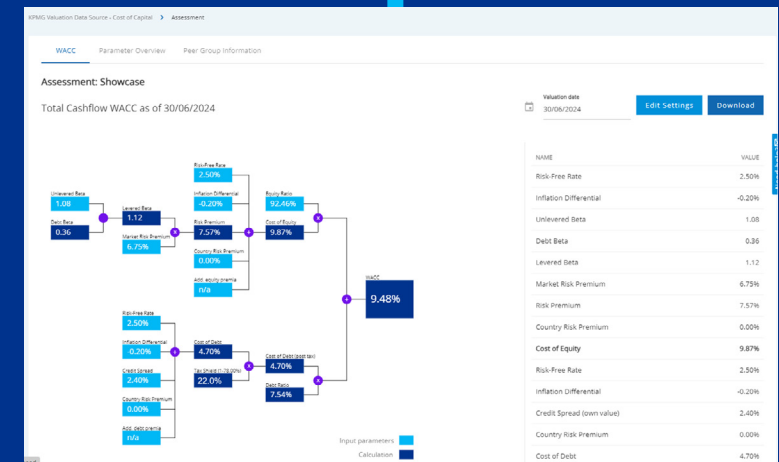 KPMG Valuation Data Source - Cost of Capital > Assessment
WACC Parameter Overview Peer Group Information
Assessment: Showcase
Total Cashflow WACC as of 30/06/2024
Valuation date
30/06/2024
Edit Settings
Download
Risk-Free Rate
2.50%
Unlevered Beta
1.08
Inflation Differential
-0.20%
Equity Ratio
92.46%
Levered Beta
1.12
x
Debt Beta
0.36
Risk Premium
7.57%
Cost of Equity
9.87%
x
+
Market Risk Premium
6.75%
Country Risk Premium
0.00%
Add. equity premia
n/a
WACC
9.48%
+
Risk-Free Rate
2.50%
Inflation Differential
-0.20%
+
Cost of Debt
4.70%
x
Cost of Debt (post tax)
4.70%
Credit Spread
2.40%
Tax Shield (1-78.00%)
22.0%
x
Debt Ratio
7.54%
Country Risk Premium
0.00%
Add. debt premia
n/a
Input parameters
Calculation
NAME VALUE
Risk-Free Rate 2.50%
Inflation Differential -0.20%
Unlevered Beta 1.08
Debt Beta 0.36
Levered Beta 1.12
Market Risk Premium 6.75%
Risk Premium 7.57%
Country Risk Premium 0.00%
Cost of Equity 9.87%
Risk-Free Rate 2.50%
Inflation Differential -0.20%
Credit Spread (own value) 2.40%
Country Risk Premium 0.00%
Cost of Debt 4.70%